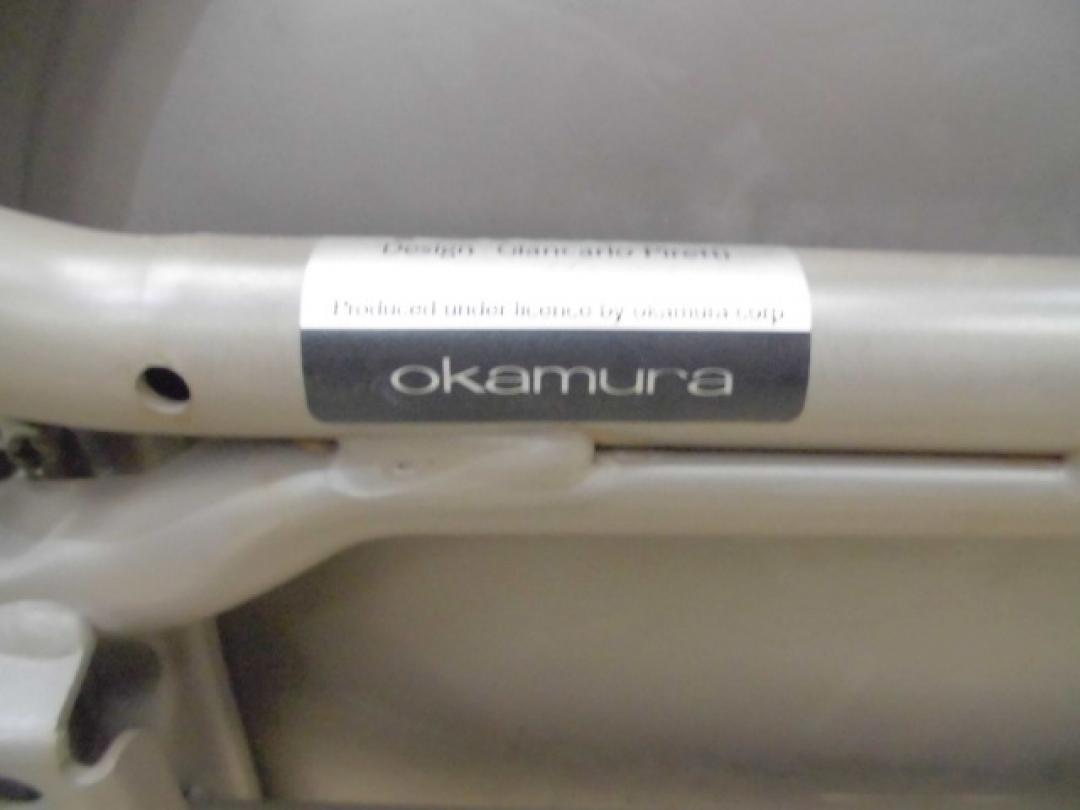 Design Giancarlo Piretti
Produced under licence by okamura corp
okamura